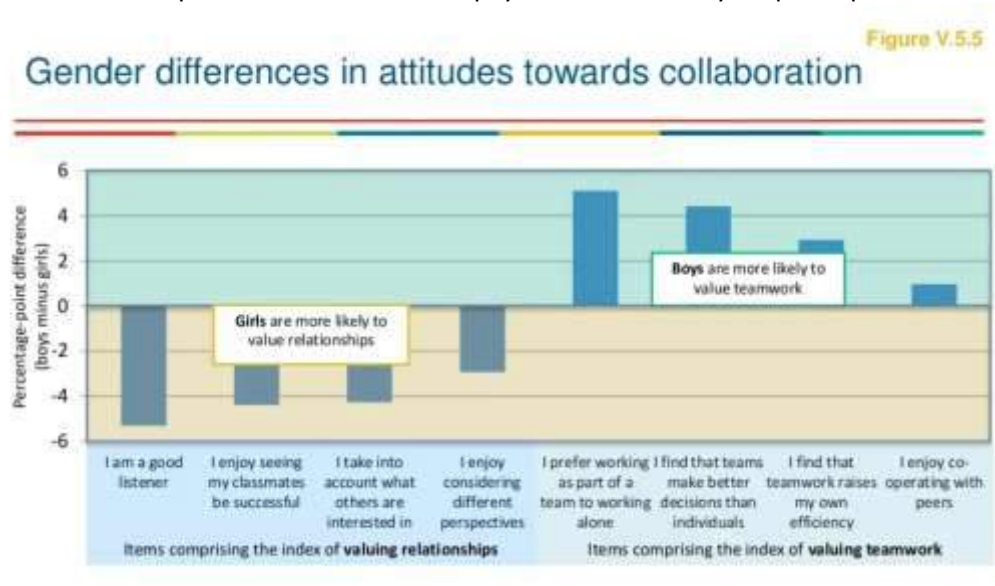 Figure V.5.5
Gender differences in attitudes towards collaboration
Percentage-point difference
(boys minus girls)
6
4
2
0
-2
-4
-6
Girls are more likely to
value relationships
Boys are more likely to
value teamwork
I am a good
listener
I enjoy seeing
my classmates
be successful
I take into
account what
others are
interested in
I enjoy
considering
different
perspectives
I prefer working
as part of a
team to working
alone
I find that teams
make better
decisions than
individuals
I find that
teamwork raises
my own
efficiency
I enjoy co-
operating with
peers
Items comprising the index of valuing relationships
Items comprising the index of valuing teamwork